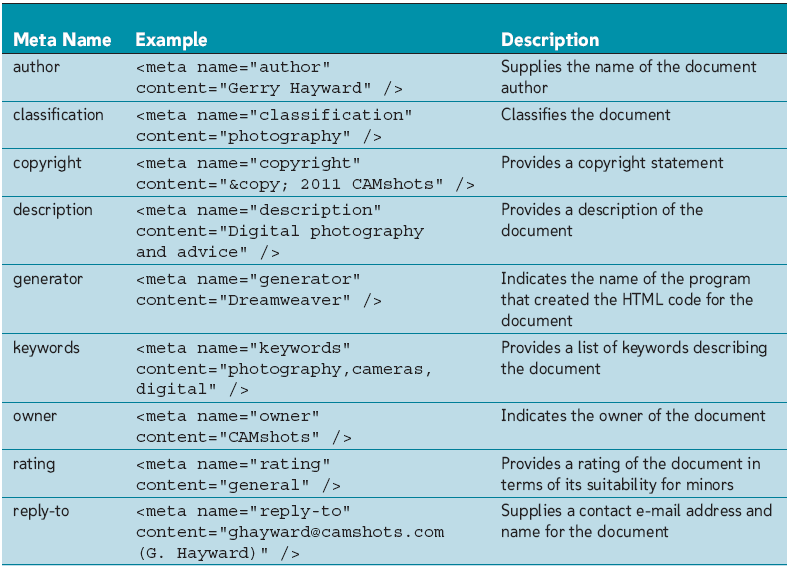 Meta Name Example Description
author <meta name="author" Supplies the name of the document
content="Gerry Hayward" /> author
classification <meta name="classification" Classifies the document
content="photography" />
copyright <meta name="copyright" Provides a copyright statement
content="&copy; 2011 CAMshots" />
description <meta name="description" Provides a description of the
content="Digital photography document
and advice" />
generator <meta name="generator" Indicates the name of the program
content="Dreamweaver" /> that created the HTML code for the
document
keywords <meta name="keywords" Provides a list of keywords describing
content="photography,cameras, the document
digital" />
owner <meta name="owner" Indicates the owner of the document
content="CAMshots" />
rating <meta name="rating" Provides a rating of the document in
content="general" /> terms of its suitability for minors
reply-to <meta name="reply-to" Supplies a contact e-mail address and
content="ghayward@camshots.com name for the document
(G. Hayward)" />